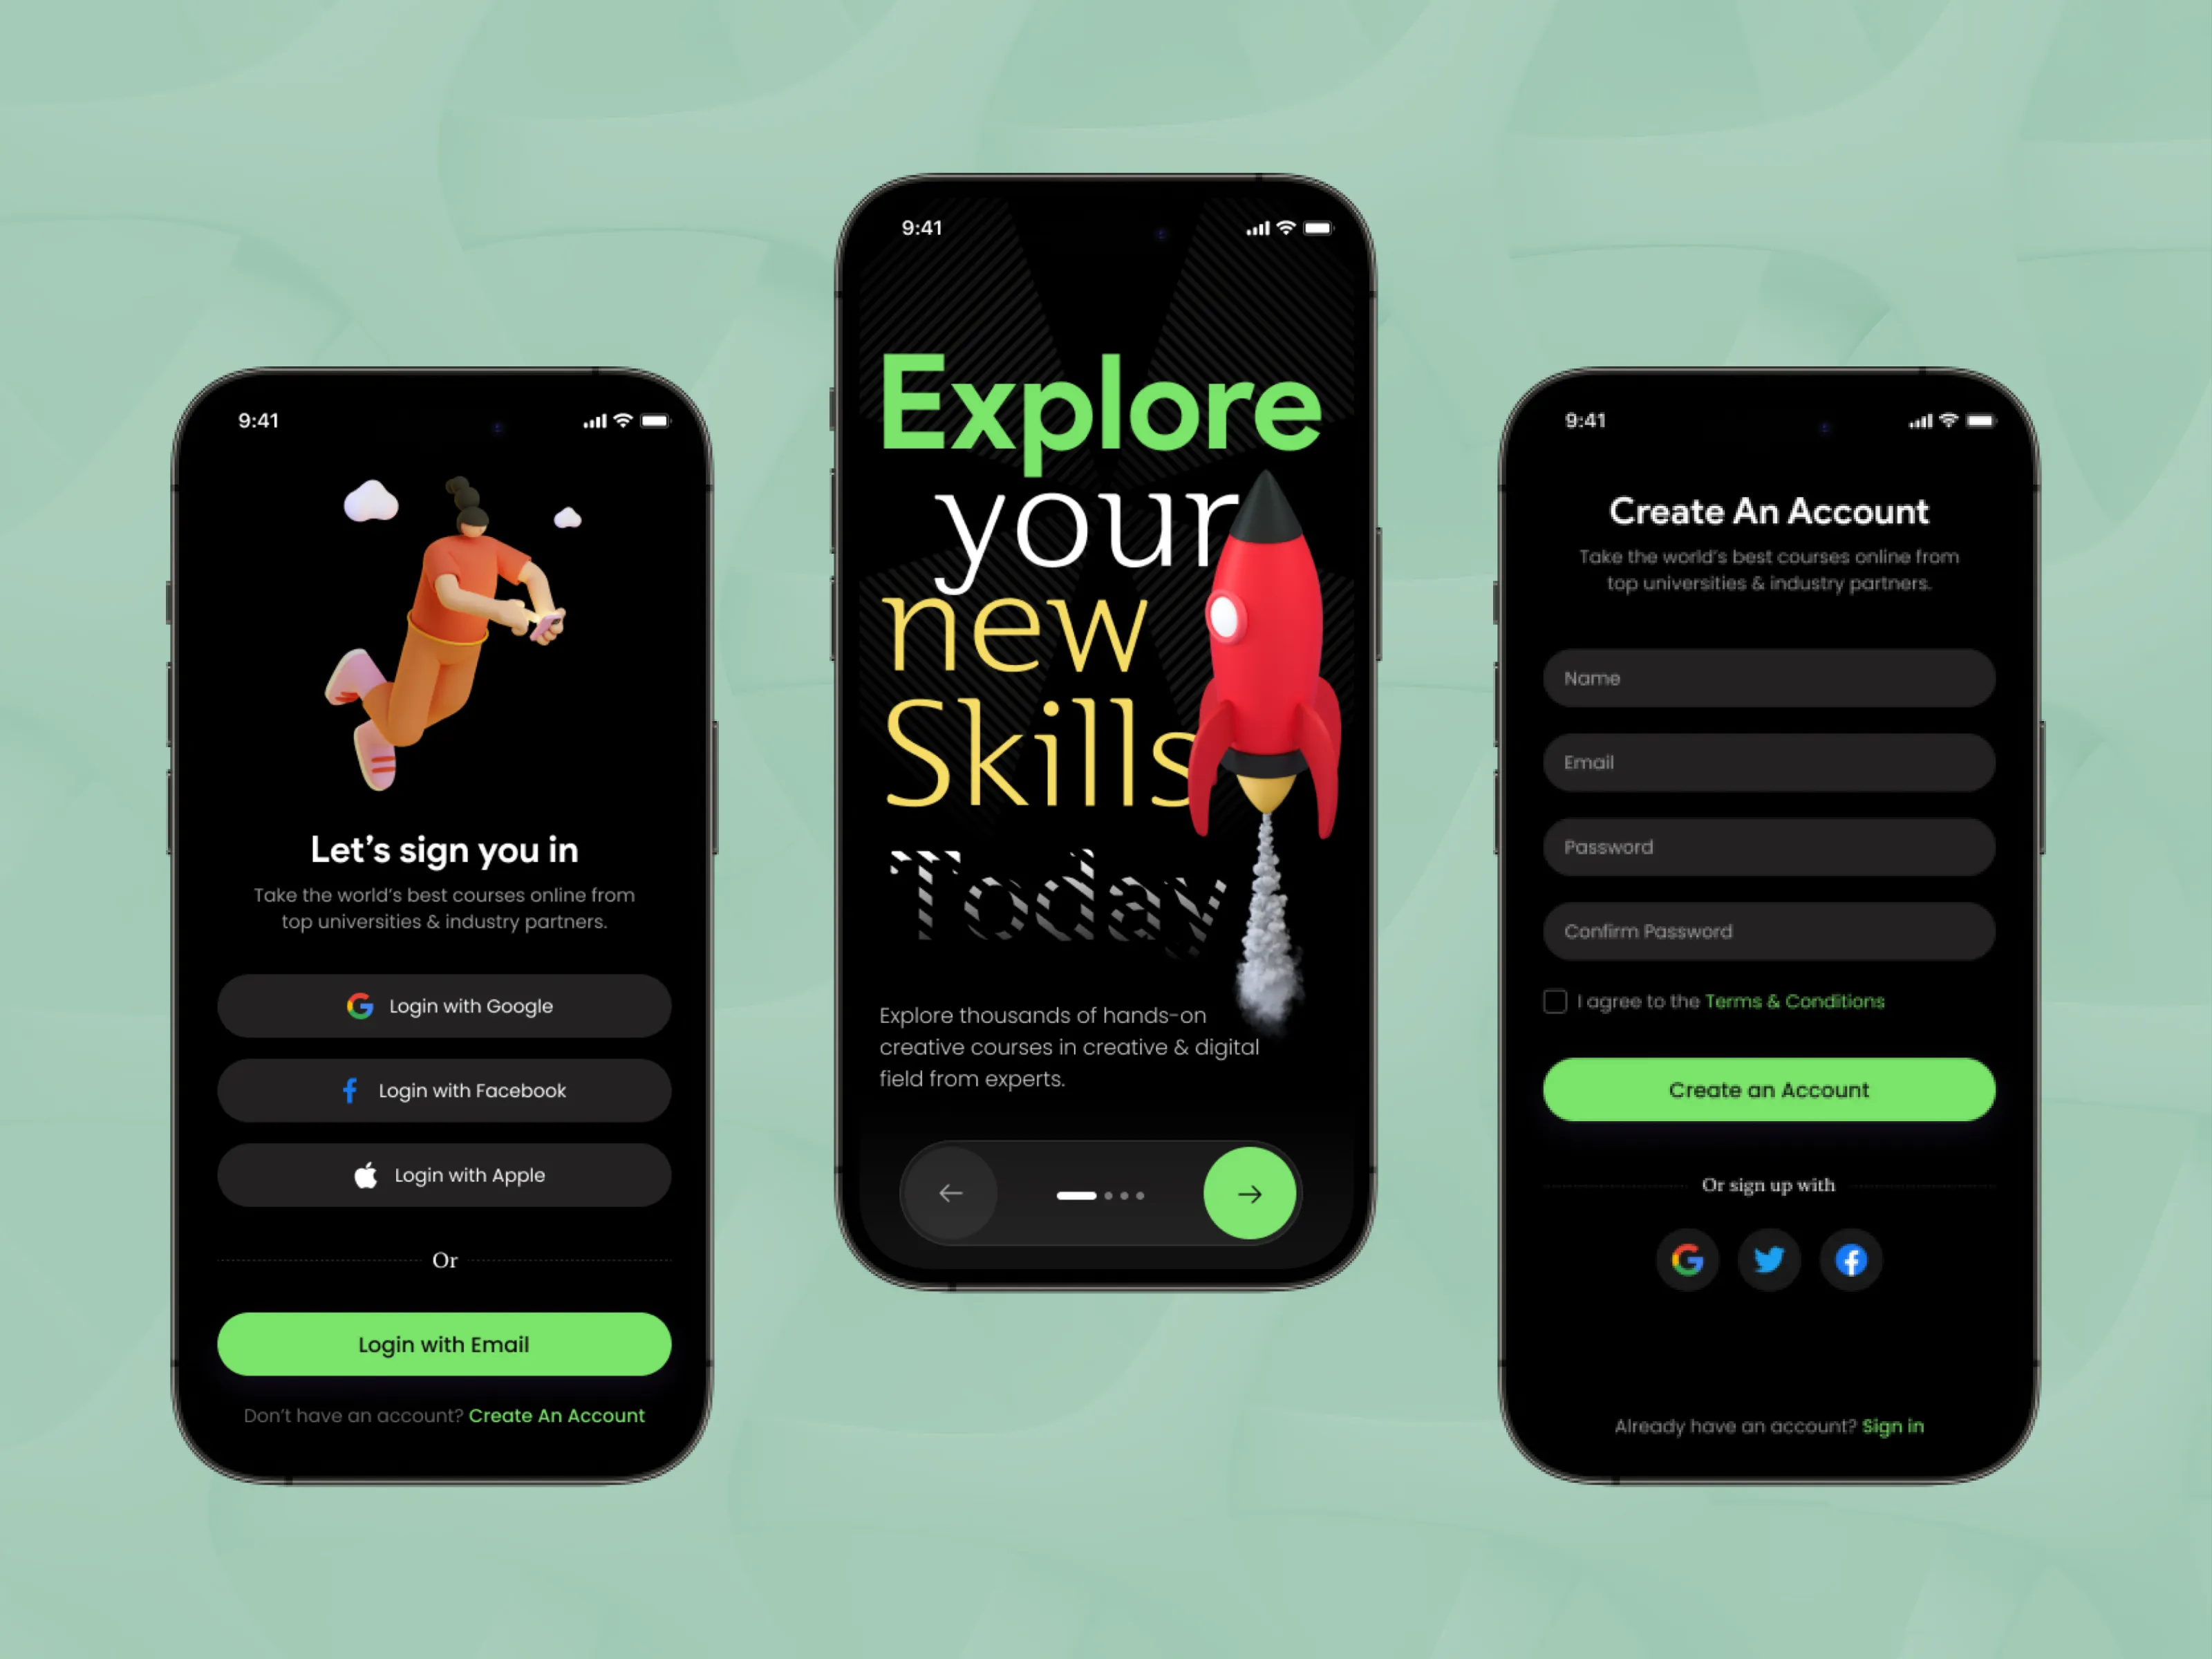 9:41
Let's sign you in
Take the world's best courses online from
top universities & industry partners.
Login with Google
Login with Facebook
Login with Apple
Or
Login with Email
Don't have an account? Create An Account
9:41
Explore
your
new
Skills
Today
Explore thousands of hands-on
creative courses in creative & digital
field from experts.
9:41
Create An Account
Take the world's best courses online from
top universities & industry partners.
Name
Email
Password
Confirm Password
I agree to the Terms & Conditions
Create an Account
Or sign up with
Already have an account? Sign in